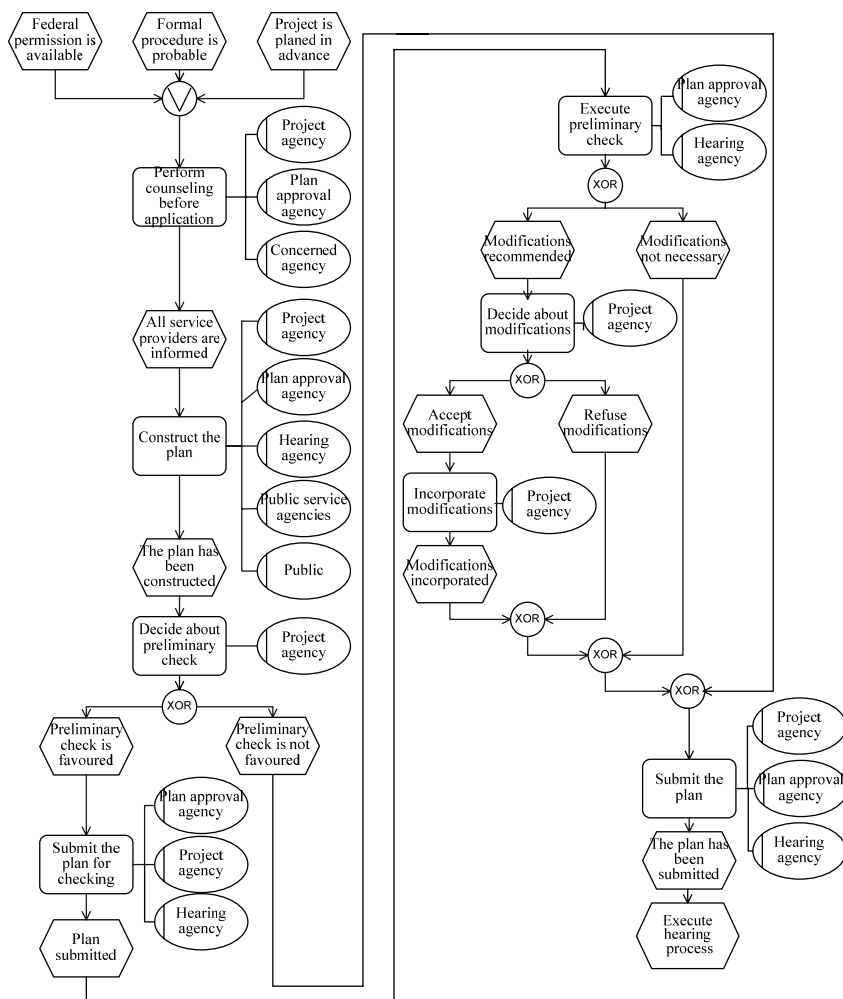 Federal
permission is
available
Formal
procedure is
probable
Project is
planed in
advance
Perform
counseling
before
application
Project
agency
Plan
approval
agency
Concerned
agency
All service
providers are
informed
Project
agency
Plan approval
agency
Construct the
plan
Hearing
agency
Public service
agencies
Public
The plan has
been
constructed
Decide about
preliminary
check
Project
agency
XOR
Preliminary
check is
favoured
Preliminary
check is not
favoured
Plan approval
agency
Submit the
plan for
checking
Project
agency
Hearing
agency
Plan
submitted
Execute
preliminary
check
Plan approval
agency
Hearing
agency
XOR
Modifications
recommended
Modifications
not necessary
Decide about
modifications
Project
agency
XOR
Accept
modifications
Refuse
modifications
Incorporate
modifications
Project
agency
Modifications
incorporated
XOR
XOR
XOR
Project
agency
Submit the
plan
Plan approval
agency
Hearing
agency
The plan has
been
submitted
Execute
hearing
process